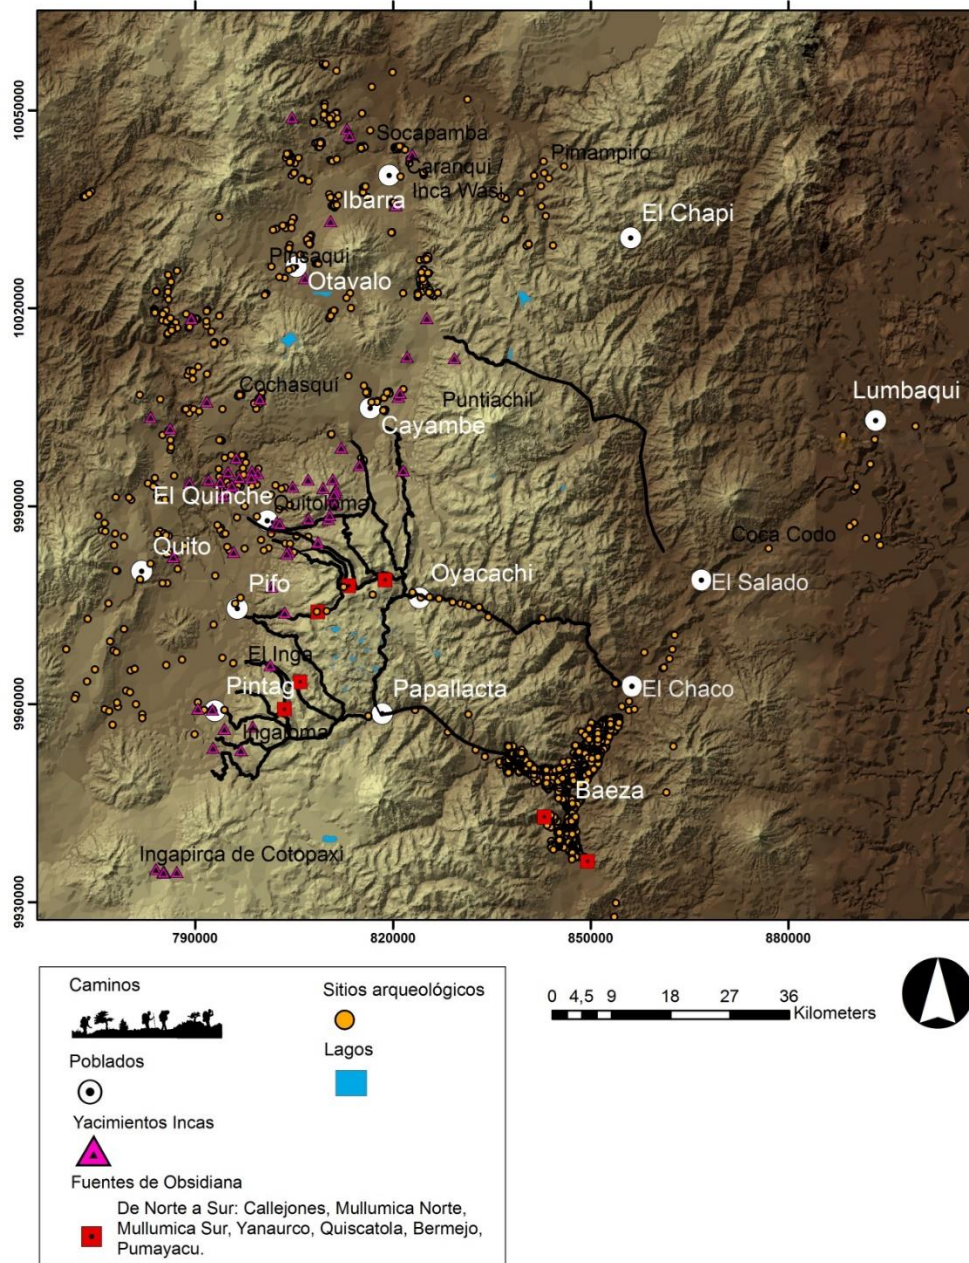 10050000
Socapamba
Pimampiro
Caranqui
Inca Wasi
Ibarra
El Chapi
Pinsaqui
Otavalo
10020000
Cochasquí
Puntiachil
Lumbaqui
Cayambe
9990000
El Quinche
Quitoloma
Quito
Coca Codo
Oyacachi
El Salado
Pifo
El Inga
Pintag
Papallacta
El Chaco
9960000
Ingaloma
Baeza
Ingapirca de Cotopaxi
9930000
790000 820000 850000 880000
Caminos
Sitios arqueológicos
0 4,5 9 18 27 36
Kilometers
Poblados
Lagos
Yacimientos Incas
Fuentes de Obsidiana
De Norte a Sur: Callejones, Mullumica Norte,
Mullumica Sur, Yanaurco, Quiscatola, Bermejo,
Pumayacu.